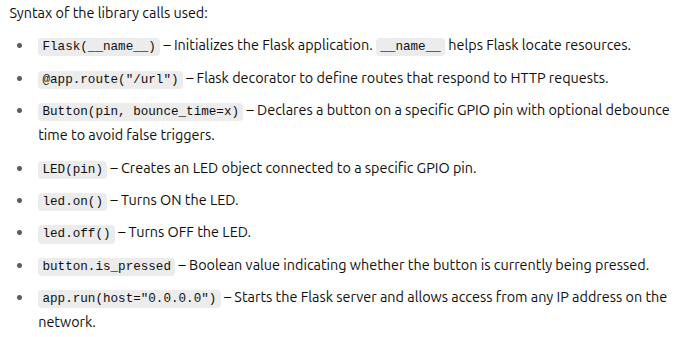 Syntax of the library calls used:
• Flask(__name__) – Initializes the Flask application. __name__ helps Flask locate resources.
• @app.route("/url") – Flask decorator to define routes that respond to HTTP requests.
• Button(pin, bounce_time=x) – Declares a button on a specific GPIO pin with optional debounce
time to avoid false triggers.
• LED(pin) – Creates an LED object connected to a specific GPIO pin.
• led.on() – Turns ON the LED.
• led.off() – Turns OFF the LED.
• button.is_pressed – Boolean value indicating whether the button is currently being pressed.
• app.run(host="0.0.0.0") – Starts the Flask server and allows access from any IP address on the
network.